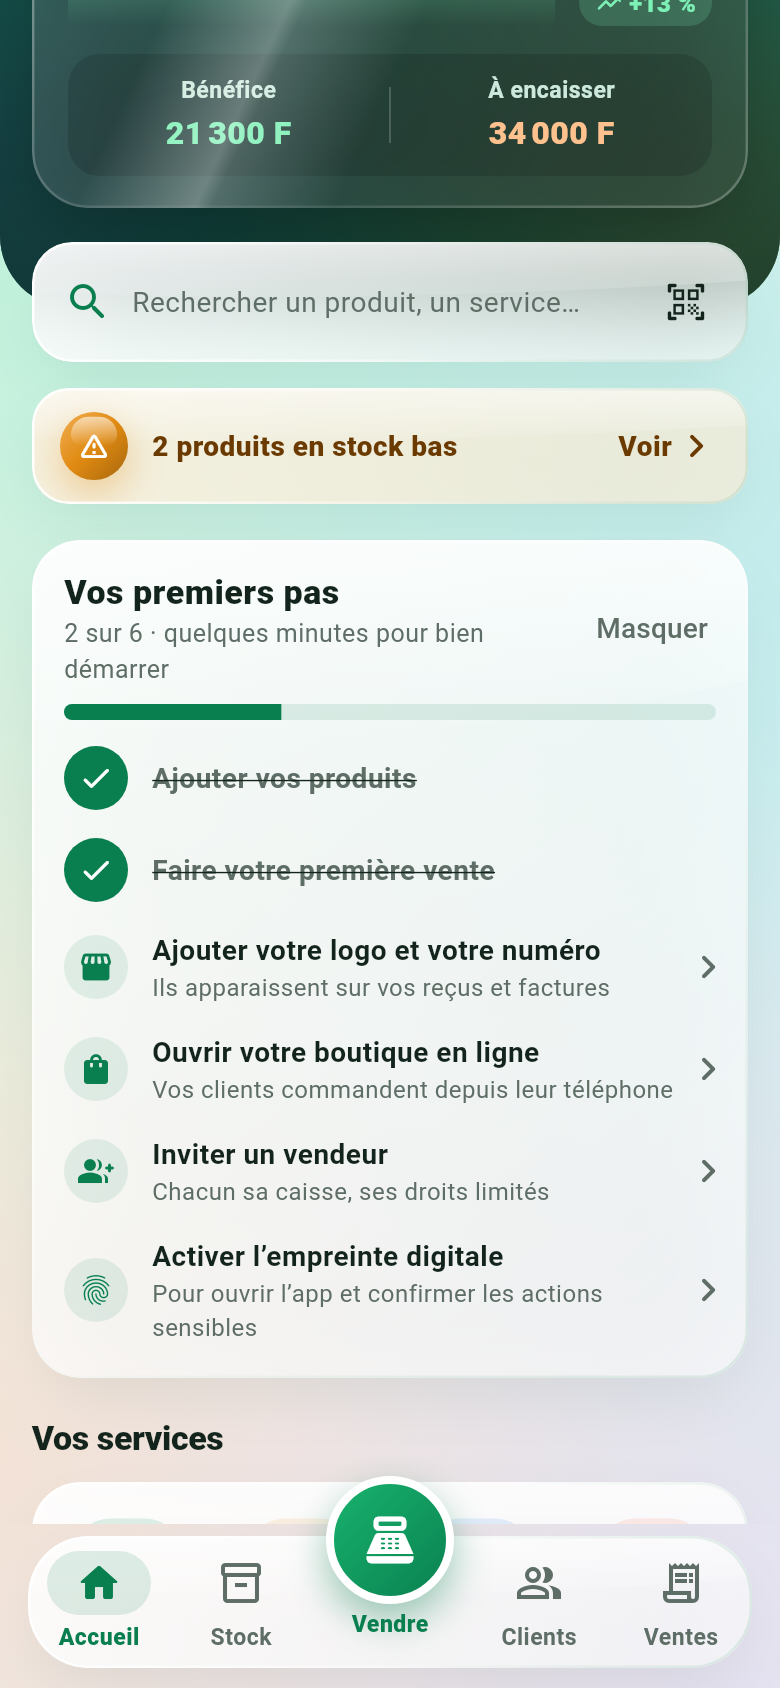 +13 %
Bénéfice
À encaisser
21 300 F
34 000 F
Rechercher un produit, un service...
2 produits en stock bas
Voir
Vos premiers pas
2 sur 6 · quelques minutes pour bien
démarrer
Masquer
Ajouter vos produits
Faire votre première vente
Ajouter votre logo et votre numéro
Ils apparaissent sur vos reçus et factures
Ouvrir votre boutique en ligne
Vos clients commandent depuis leur téléphone
Inviter un vendeur
Chacun sa caisse, ses droits limités
Activer l’empreinte digitale
Pour ouvrir l’app et confirmer les actions
sensibles
Vos services
Accueil
Stock
Vendre
Clients
Ventes